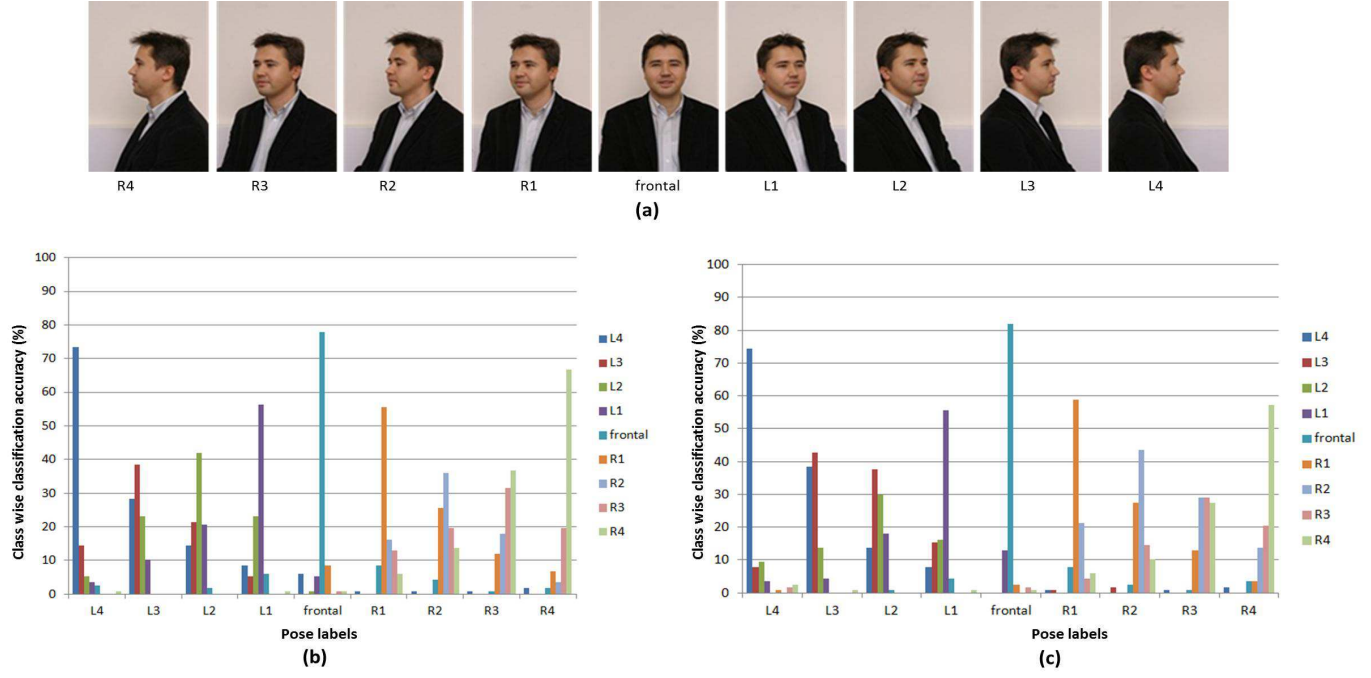 R4 R3 R2 R1 frontal L1 L2 L3 L4
(a)
100
90
80
70
60
50
40
30
20
10
0
Class wise classification accuracy (%)
L4 L3 L2 L1 frontal R1 R2 R3 R4
Pose labels
(b)
L4
L3
L2
L1
frontal
R1
R2
R3
R4
100
90
80
70
60
50
40
30
20
10
0
Class wise classification accuracy (%)
L4 L3 L2 L1 frontal R1 R2 R3 R4
Pose labels
(c)
L4
L3
L2
L1
frontal
R1
R2
R3
R4